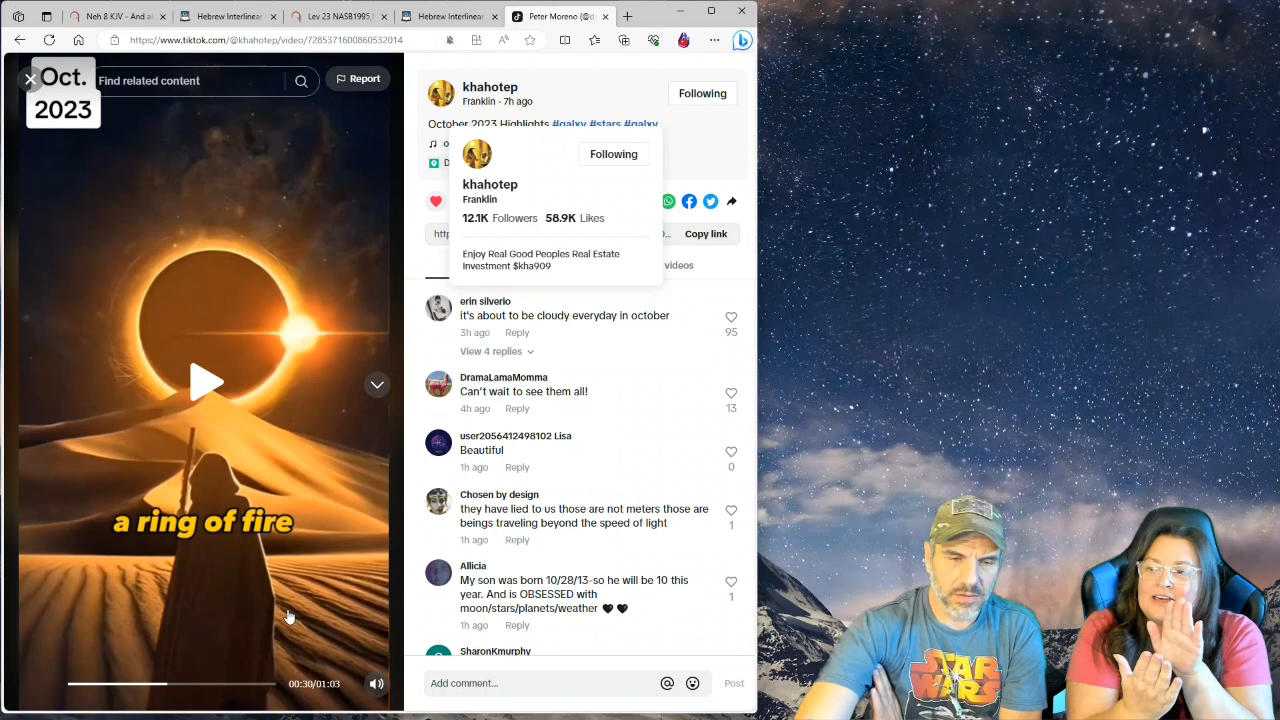 Neh 8 KJV - And al
Hebrew Interlinear
Lev 23 NASB1995,
Hebrew Interlinear
Peter Moreno (@d
https://www.tiktok.com/@khahotep/video/7285371600860532014
Oct.
2023
Find related content
Report
a ring of fire
00:30/01:03
khahotep
Franklin · 7h ago
Following
October 2023 Highlights #galxy #stars #galxy
khahotep
Franklin
Following
12.1K Followers 58.9K Likes
Enjoy Real Good Peoples Real Estate
Investment $kha909
Copy link
videos
erin silverio
it's about to be cloudy everyday in october
95
3h ago Reply
View 4 replies
DramaLamaMomma
Can't wait to see them all!
13
4h ago Reply
user2056412498102 Lisa
Beautiful
0
1h ago Reply
Chosen by design
they have lied to us those are not meters those are
beings traveling beyond the speed of light
1
1h ago Reply
Allicia
My son was born 10/28/13-so he will be 10 this
year. And is OBSESSED with
moon/stars/planets/weather 🖤 🖤
1
1h ago Reply
SharonKmurphy
Add comment...
Post
STAR
WARS